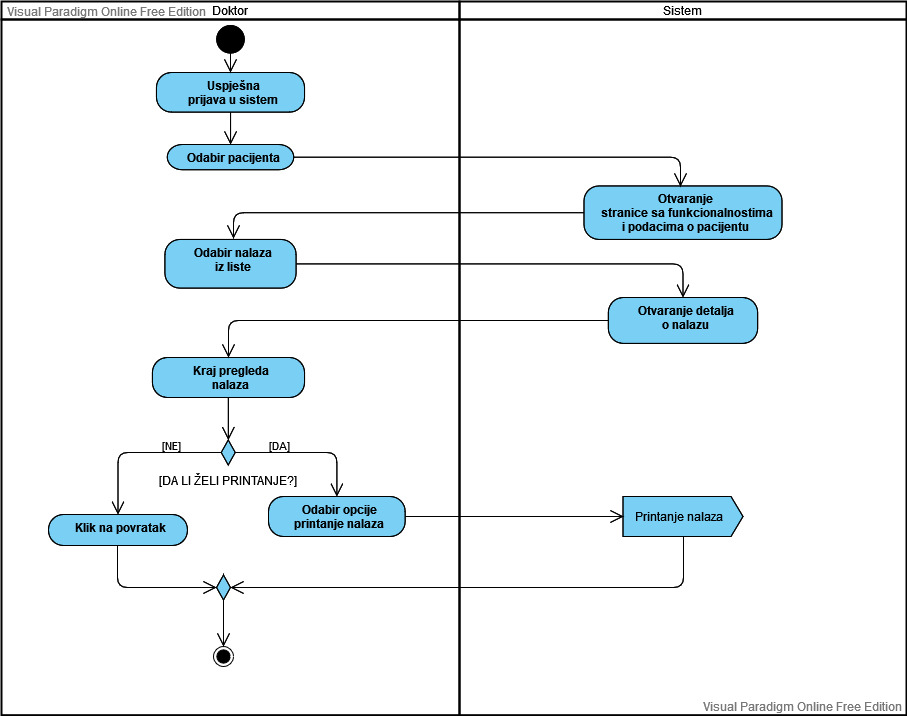 Visual Paradigm Online Free Edition
Doktor
Sistem
Uspješna
prijava u sistem
Odabir pacijenta
Otvaranje
stranice sa funkcionalnostima
i podacima o pacijentu
Odabir nalaza
iz liste
Otvaranje detalja
o nalazu
Kraj pregleda
nalaza
[NE]
[DA]
[DA LI ŽELI PRINTANJE?]
Klik na povratak
Odabir opcije
printanje nalaza
Printanje nalaza
Visual Paradigm Online Free Edition